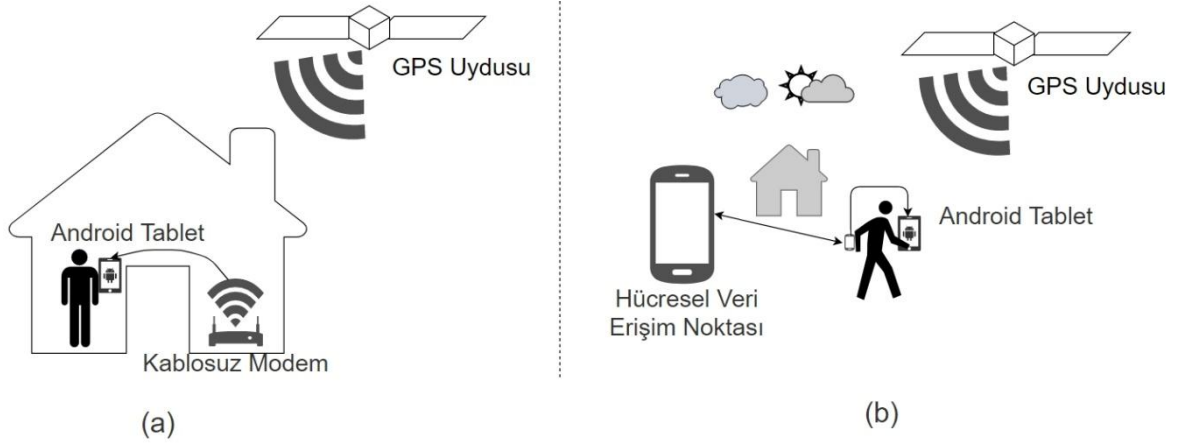 GPS Uydusu
Android Tablet
Kablosuz Modem
(a)
GPS Uydusu
Android Tablet
Hücresel Veri
Erişim Noktası
(b)